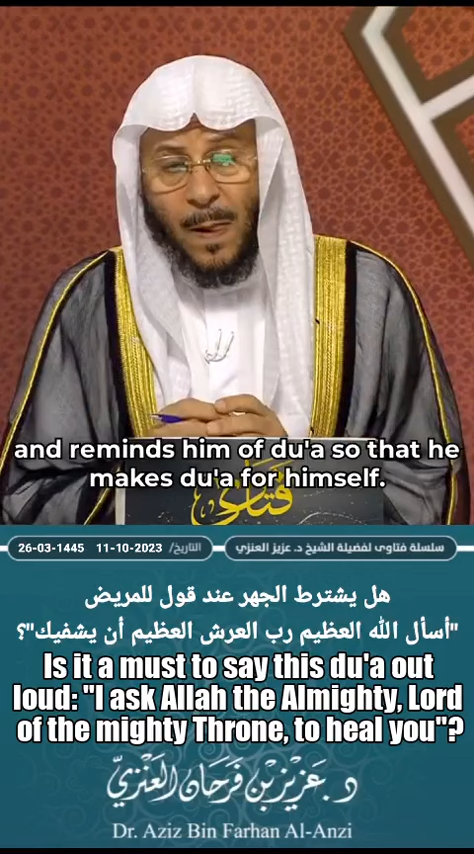 and reminds him of du'a so that he
makes du'a for himself.
فتاوى
سلسلة فتاوى لفضيلة الشيخ د. عزيز العنزي
التاريخ/ 11-10-2023 26-03-1445
هل يشترط الجهر عند قول للمريض
"أسأل الله العظيم رب العرش العظيم أن يشفيك"؟
Is it a must to say this du'a out
loud: "I ask Allah the Almighty, Lord
of the mighty Throne, to heal you"?
د. عزيز بن فرحان العنزي
Dr. Aziz Bin Farhan Al-Anzi